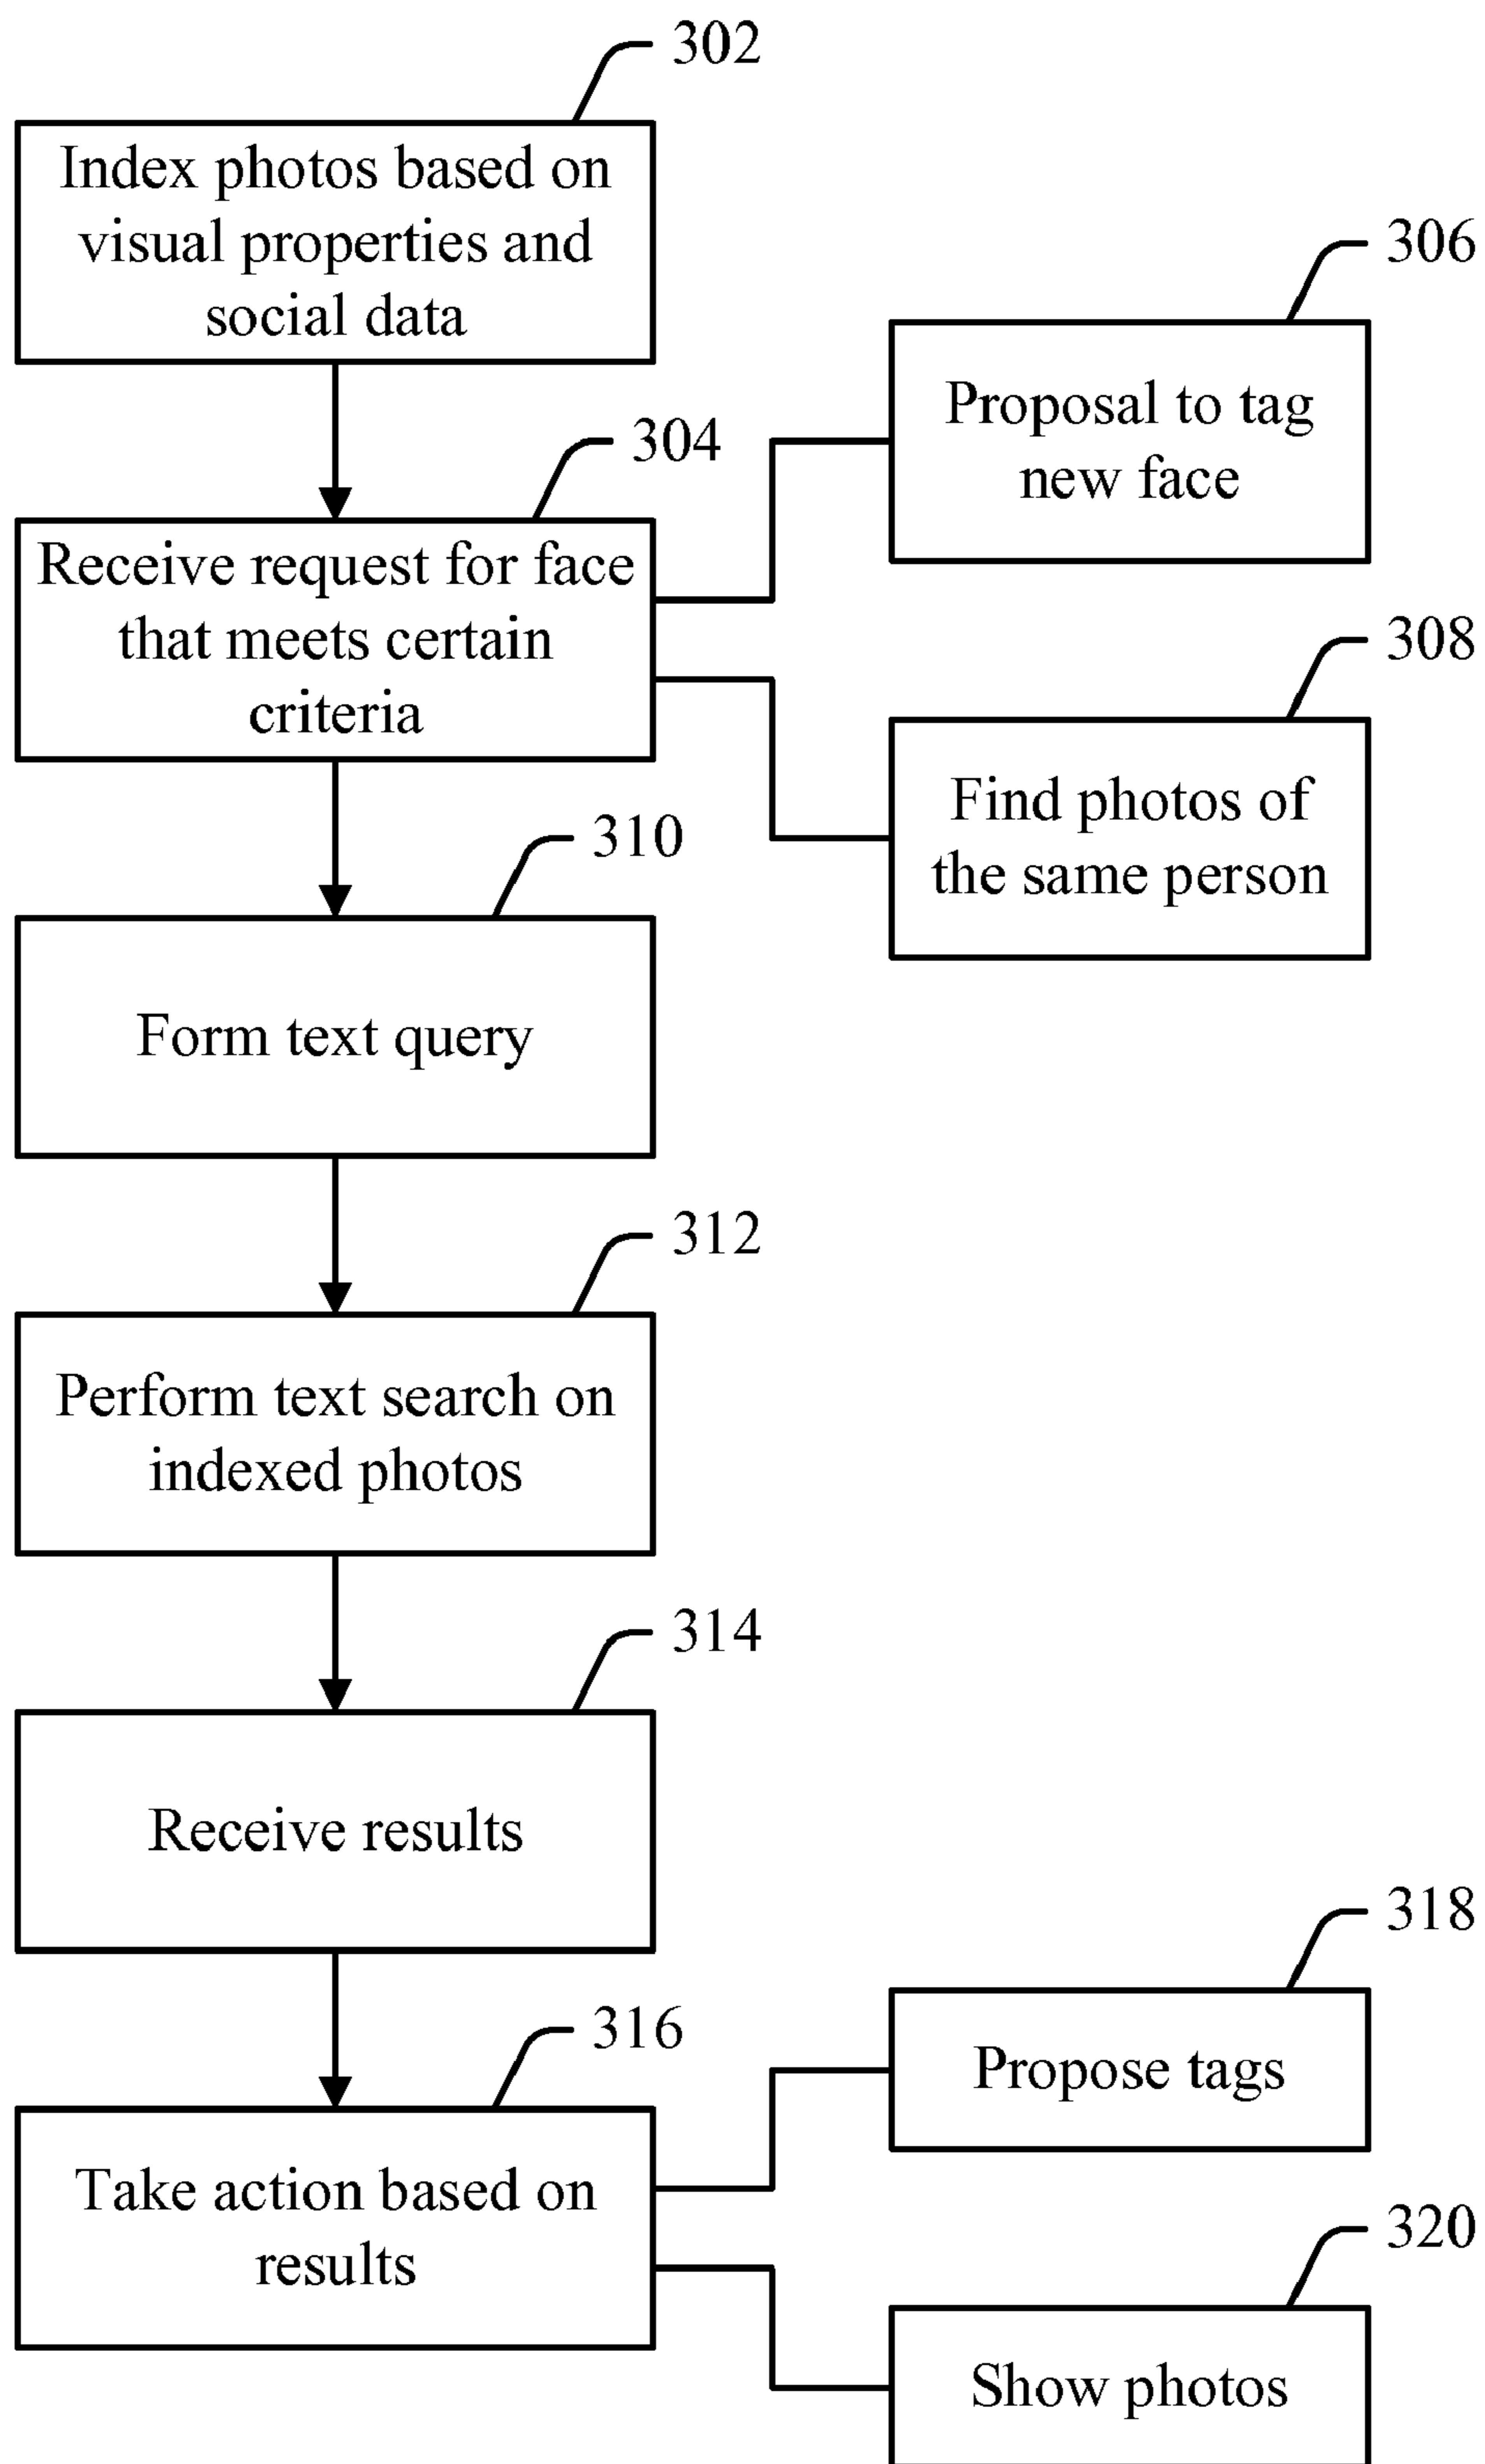 302
Index photos based on
visual properties and
social data
306
Proposal to tag
new face
304
Receive request for face
that meets certain
criteria
308
Find photos of
the same person
310
Form text query
312
Perform text search on
indexed photos
314
Receive results
318
Propose tags
316
Take action based on
results
320
Show photos